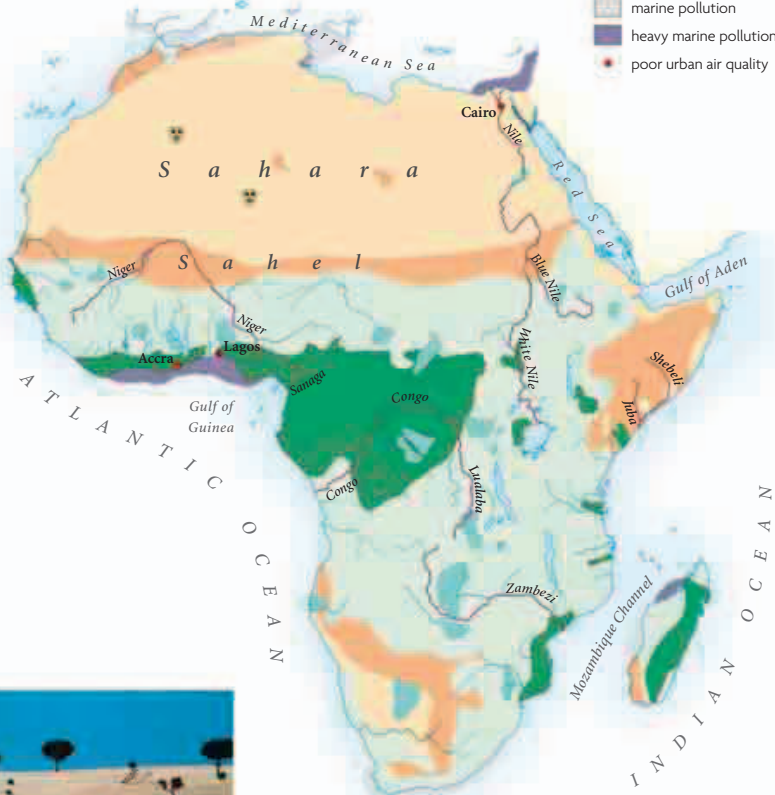 marine pollution
heavy marine pollution
poor urban air quality
Mediterranean Sea
Cairo
Nile
Red Sea
Sahara
Sahel
Niger
Blue Nile
Gulf of Aden
Niger
White Nile
Lagos
Accra
Shebeli
Sanaga
Congo
Juba
Gulf of
Guinea
ATLANTIC OCEAN
Congo
Lualaba
Zambezi
Mozambique Channel
INDIAN OCEAN